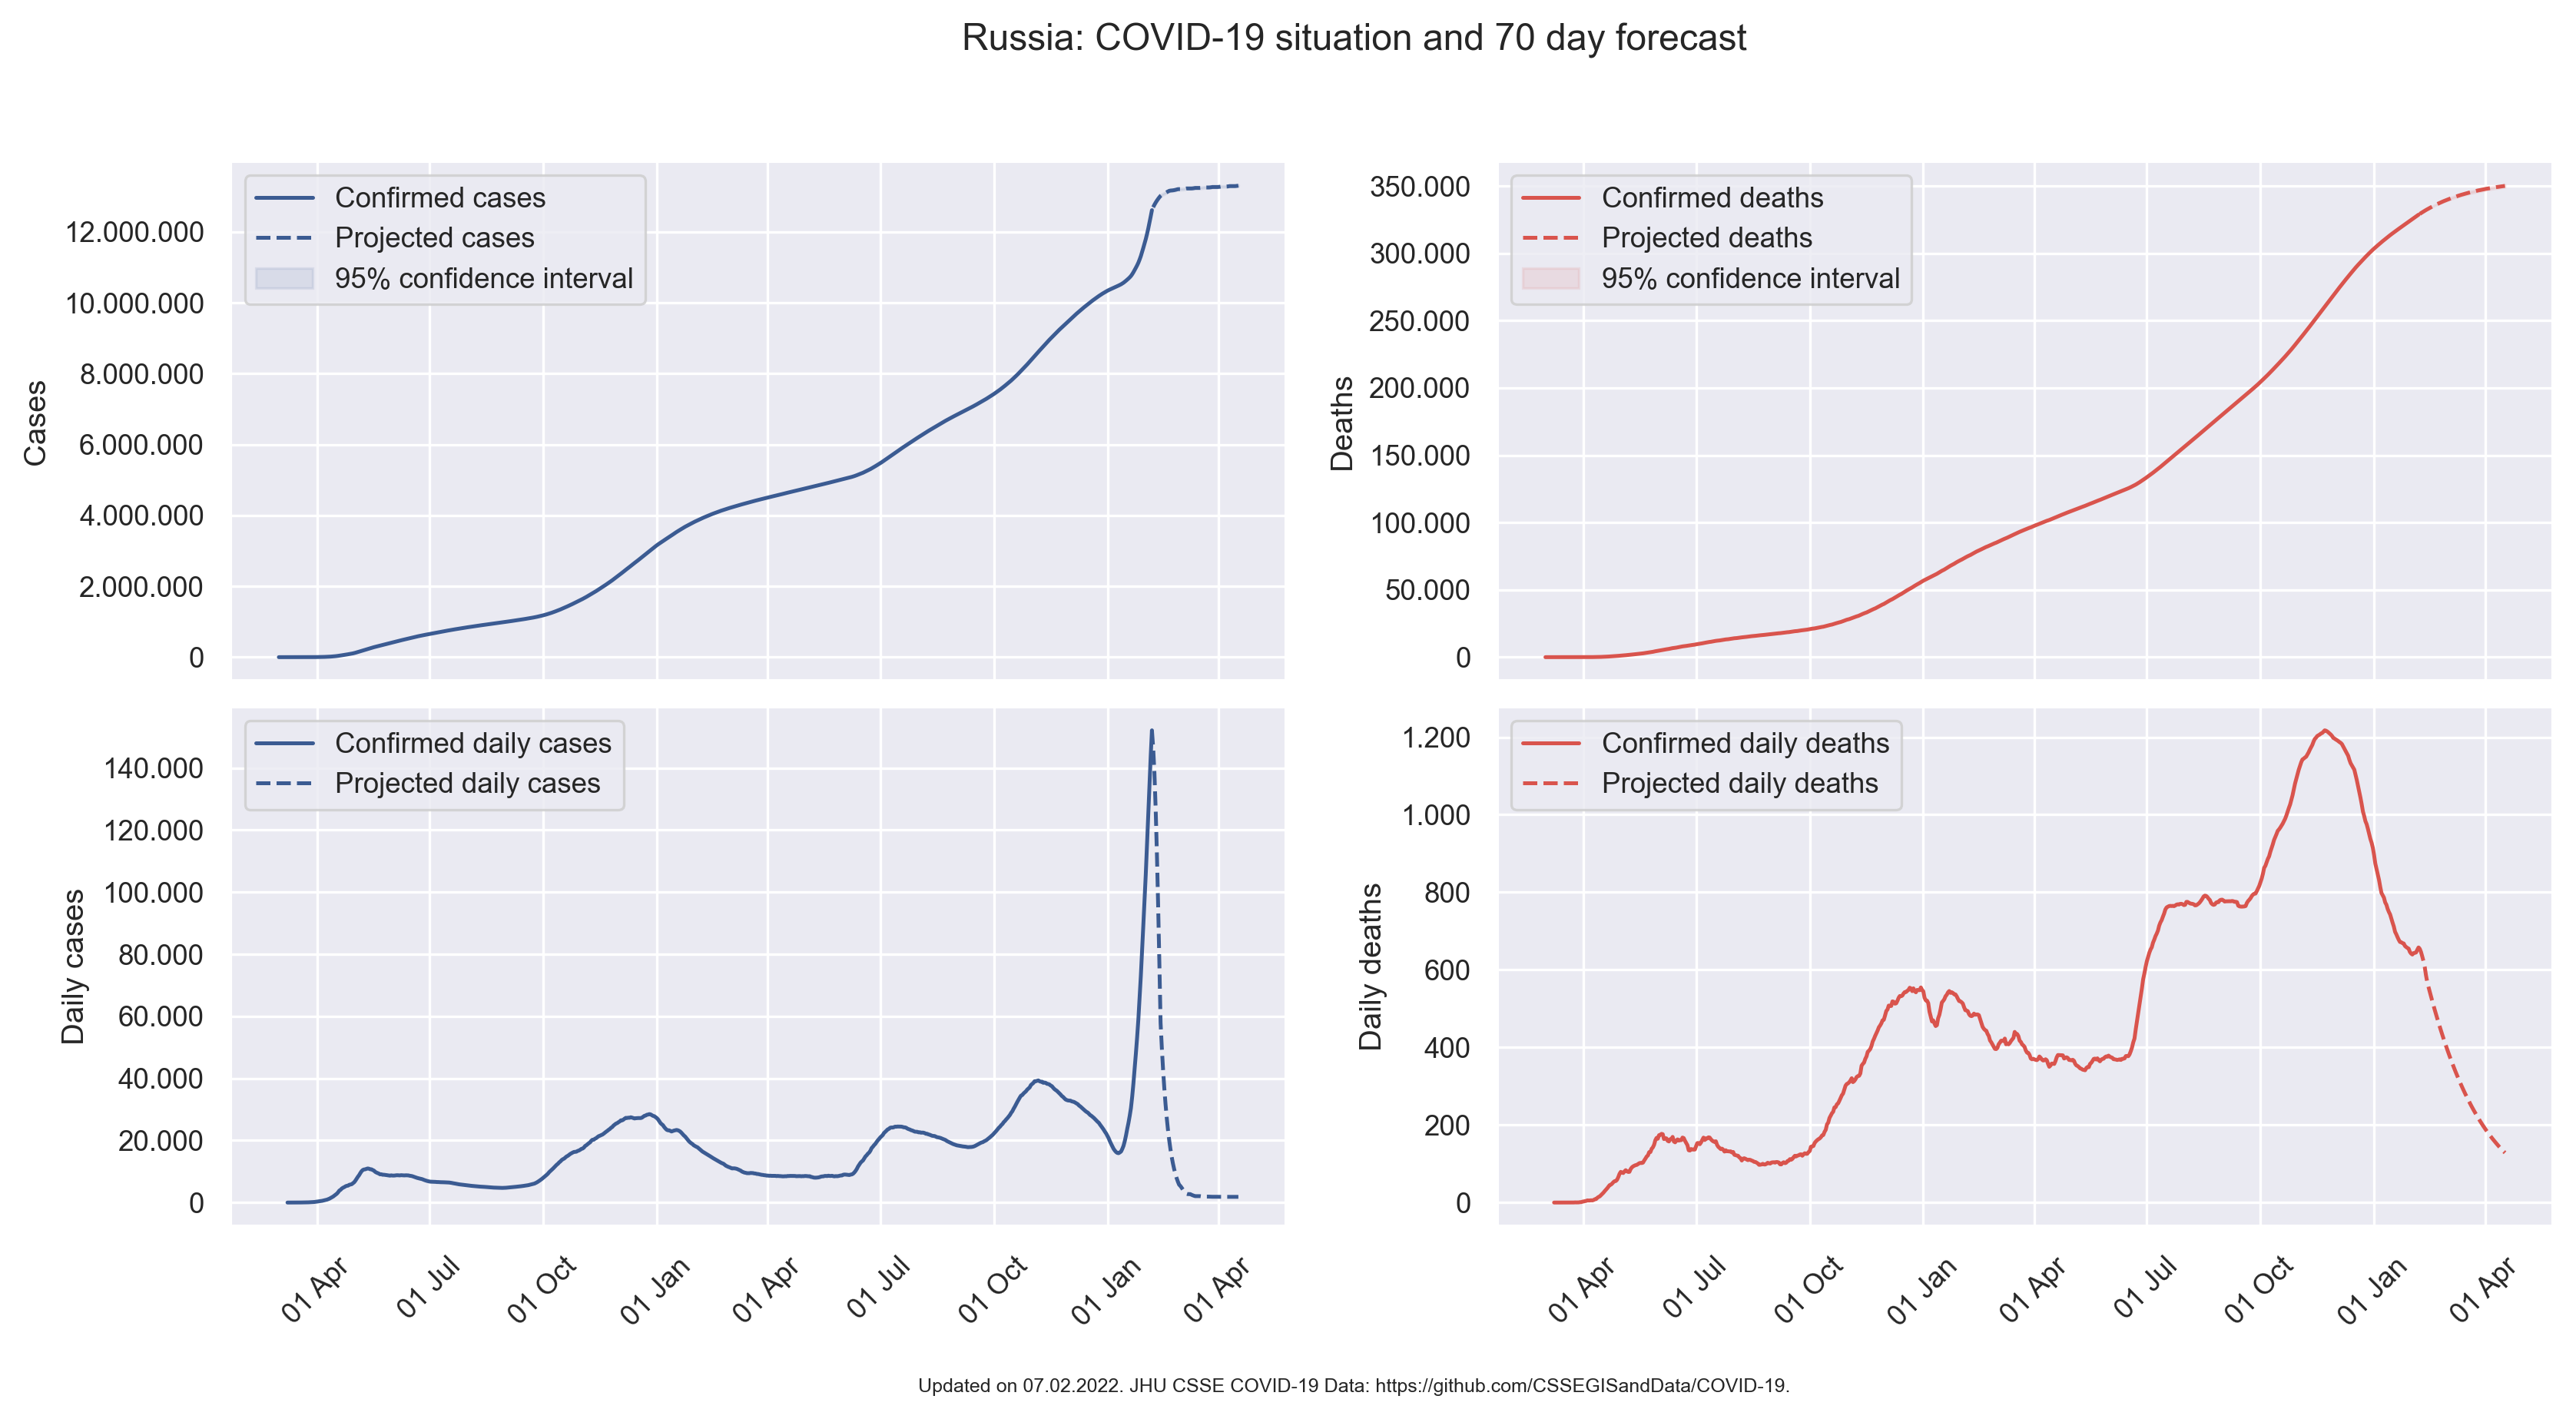 Russia: COVID-19 situation and 70 day forecast
Confirmed cases
Projected cases
95% confidence interval
Cases
12.000.000
10.000.000
8.000.000
6.000.000
4.000.000
2.000.000
0
Confirmed deaths
Projected deaths
95% confidence interval
Deaths
350.000
300.000
250.000
200.000
150.000
100.000
50.000
0
Confirmed daily cases
Projected daily cases
Daily cases
140.000
120.000
100.000
80.000
60.000
40.000
20.000
0
01 Apr
01 Jul
01 Oct
01 Jan
01 Apr
01 Jul
01 Oct
01 Jan
01 Apr
Confirmed daily deaths
Projected daily deaths
Daily deaths
1.200
1.000
800
600
400
200
0
01 Apr
01 Jul
01 Oct
01 Jan
01 Apr
01 Jul
01 Oct
01 Jan
01 Apr
Updated on 07.02.2022. JHU CSSE COVID-19 Data: https://github.com/CSSEGISandData/COVID-19.